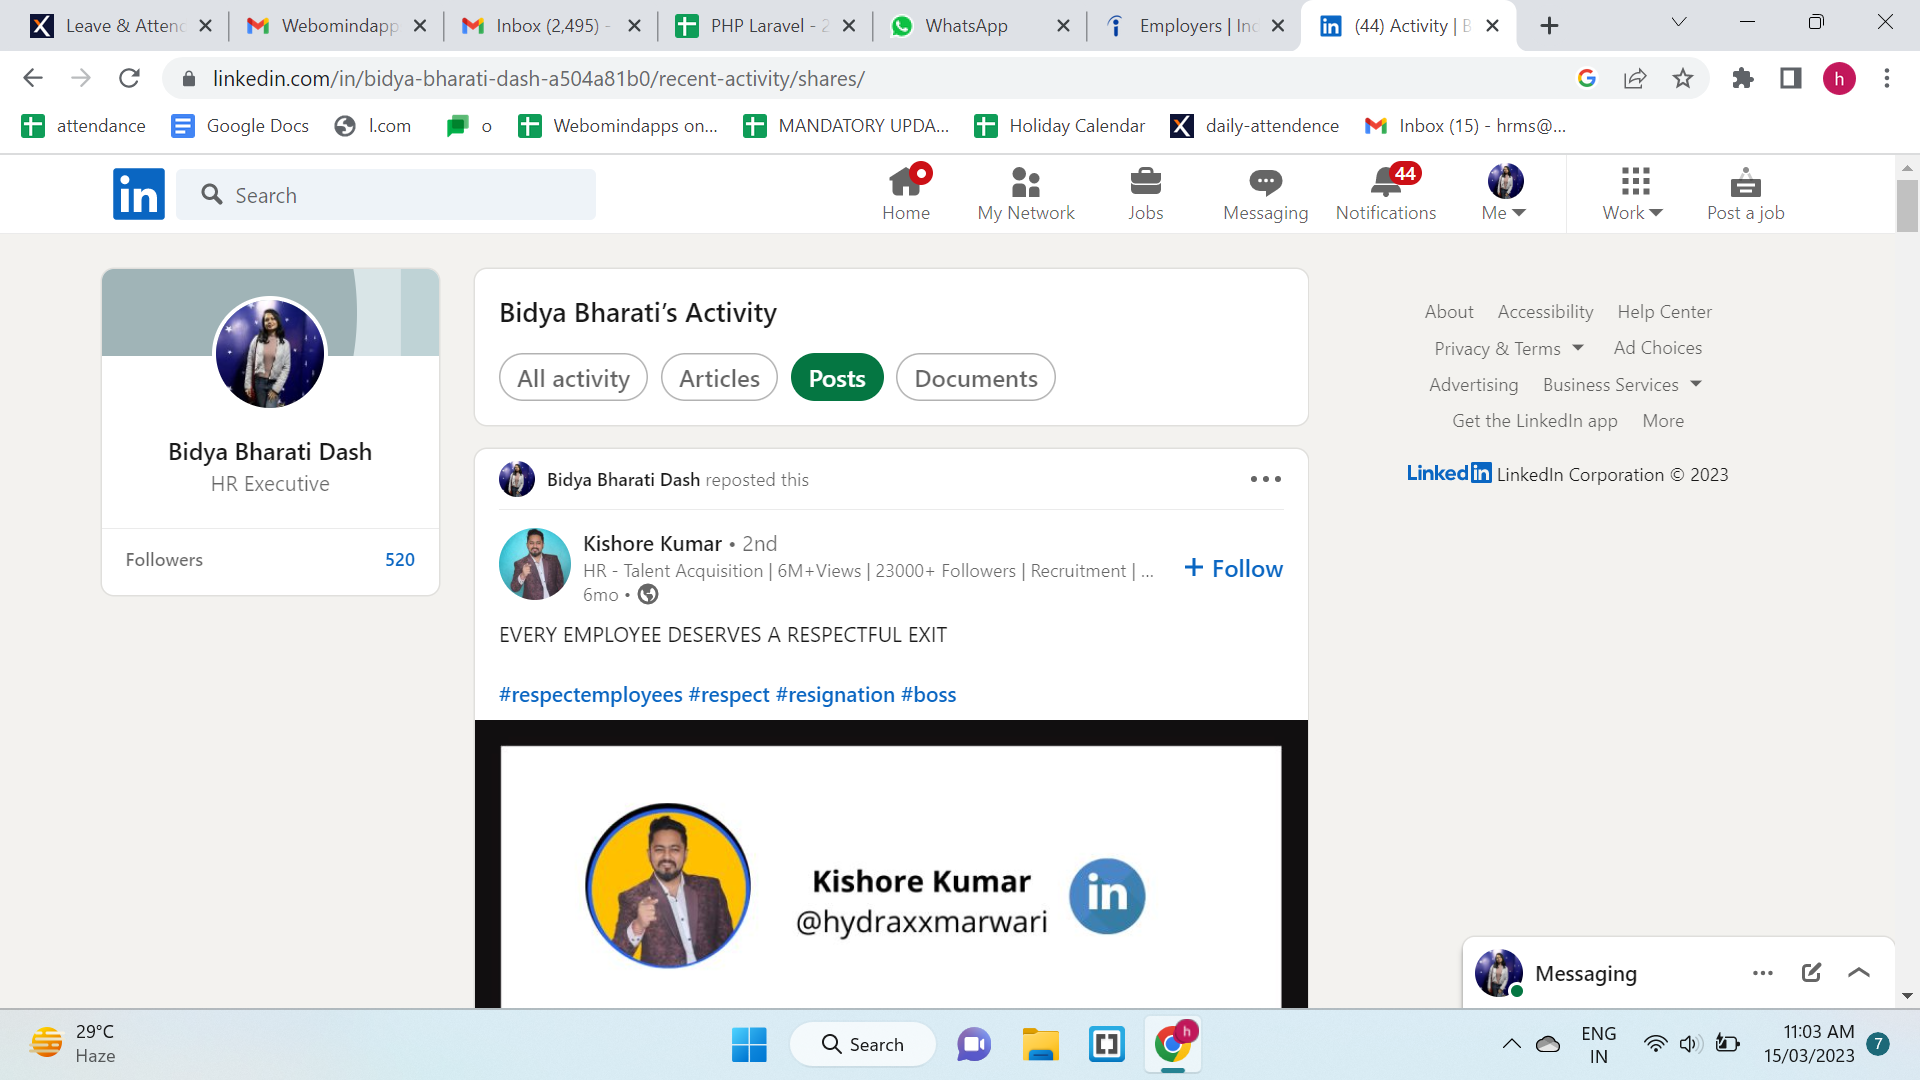 Leave & Attend
Webomindapp
Inbox (2,495) -
PHP Laravel - 2
WhatsApp
Employers | Ind
(44) Activity | B
linkedin.com/in/bidya-bharati-dash-a504a81b0/recent-activity/shares/
h
attendance
Google Docs
l.com
o
Webomindapps on...
MANDATORY UPDA...
Holiday Calendar
daily-attendence
Inbox (15) - hrms@...
in
Search
Home
My Network
Jobs
Messaging
44
Notifications
Me
Work
Post a job
Bidya Bharati Dash
HR Executive
Followers 520
Bidya Bharati’s Activity
All activity
Articles
Posts
Documents
Bidya Bharati Dash reposted this
Kishore Kumar • 2nd
HR - Talent Acquisition | 6M+Views | 23000+ Followers | Recruitment | ...
6mo •
+ Follow
EVERY EMPLOYEE DESERVES A RESPECTFUL EXIT
#respectemployees #respect #resignation #boss
Kishore Kumar
@hydraxxmarwari
in
About Accessibility Help Center
Privacy & Terms Ad Choices
Advertising Business Services
Get the LinkedIn app More
LinkedIn LinkedIn Corporation © 2023
Messaging
29°C
Haze
Search
h
ENG
IN
11:03 AM
15/03/2023
7